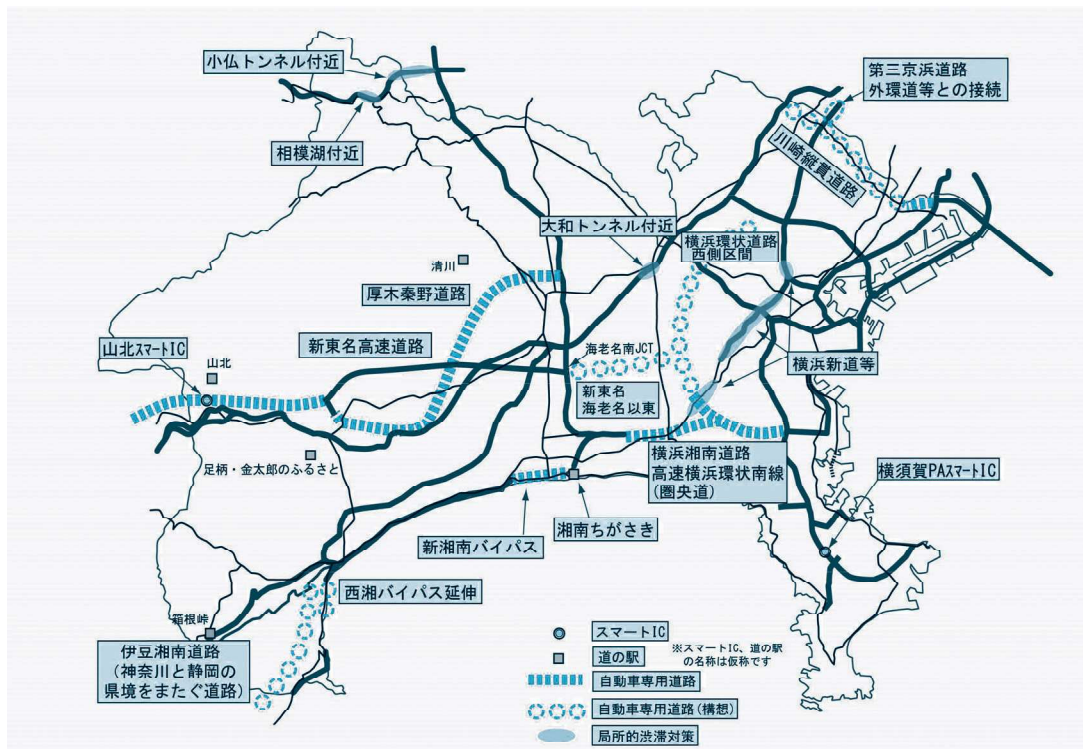 小仏トンネル付近
相模湖付近
第三京浜道路
外環道等との接続
川崎縦貫道路
大和トンネル付近
横浜環状道路
西側区間
清川
厚木秦野道路
山北スマートIC
山北
新東名高速道路
海老名南JCT
横浜新道等
新東名
海老名以東
足柄・金太郎のふるさと
横浜湘南道路
高速横浜環状南線
(圏央道)
横須賀PAスマートIC
湘南ちがさき
新湘南バイパス
西湘バイパス延伸
箱根峠
伊豆湘南道路
(神奈川と静岡の
県境をまたぐ道路)
スマートIC
道の駅
※スマートIC、道の駅
の名称は仮称です
自動車専用道路
自動車専用道路(構想)
局所的渋滞対策